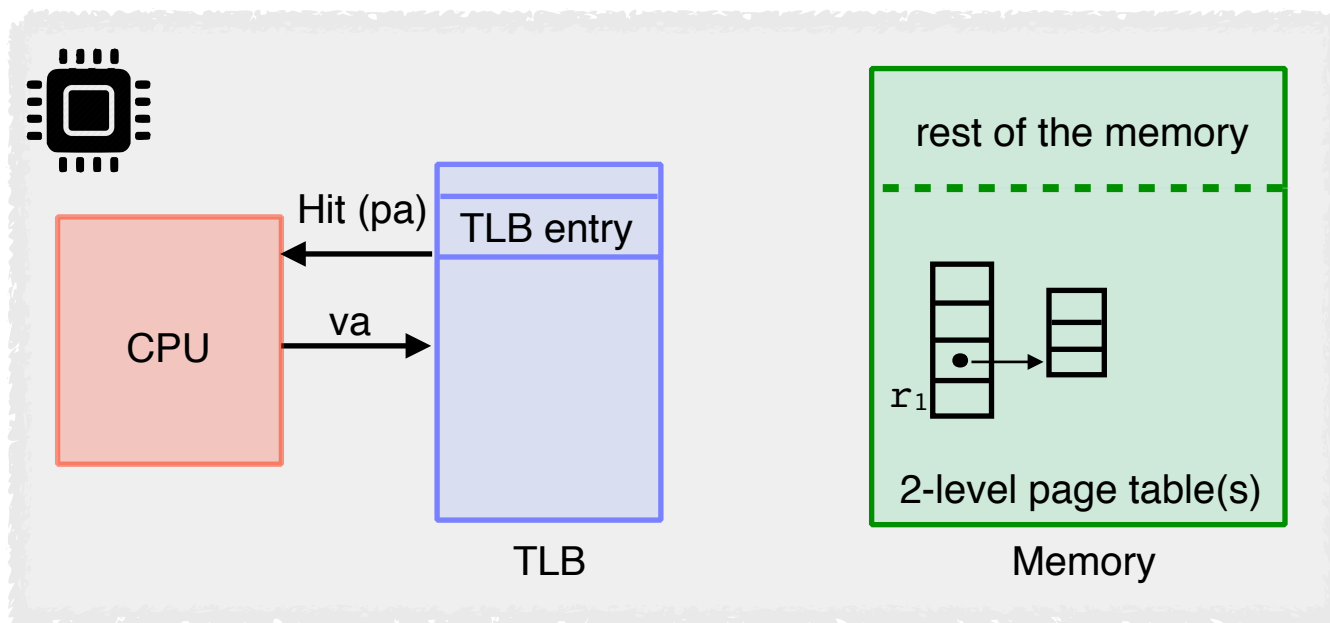 rest of the memory
Hit (pa)
TLB entry
va
CPU
r₁
2-level page table(s)
TLB
Memory